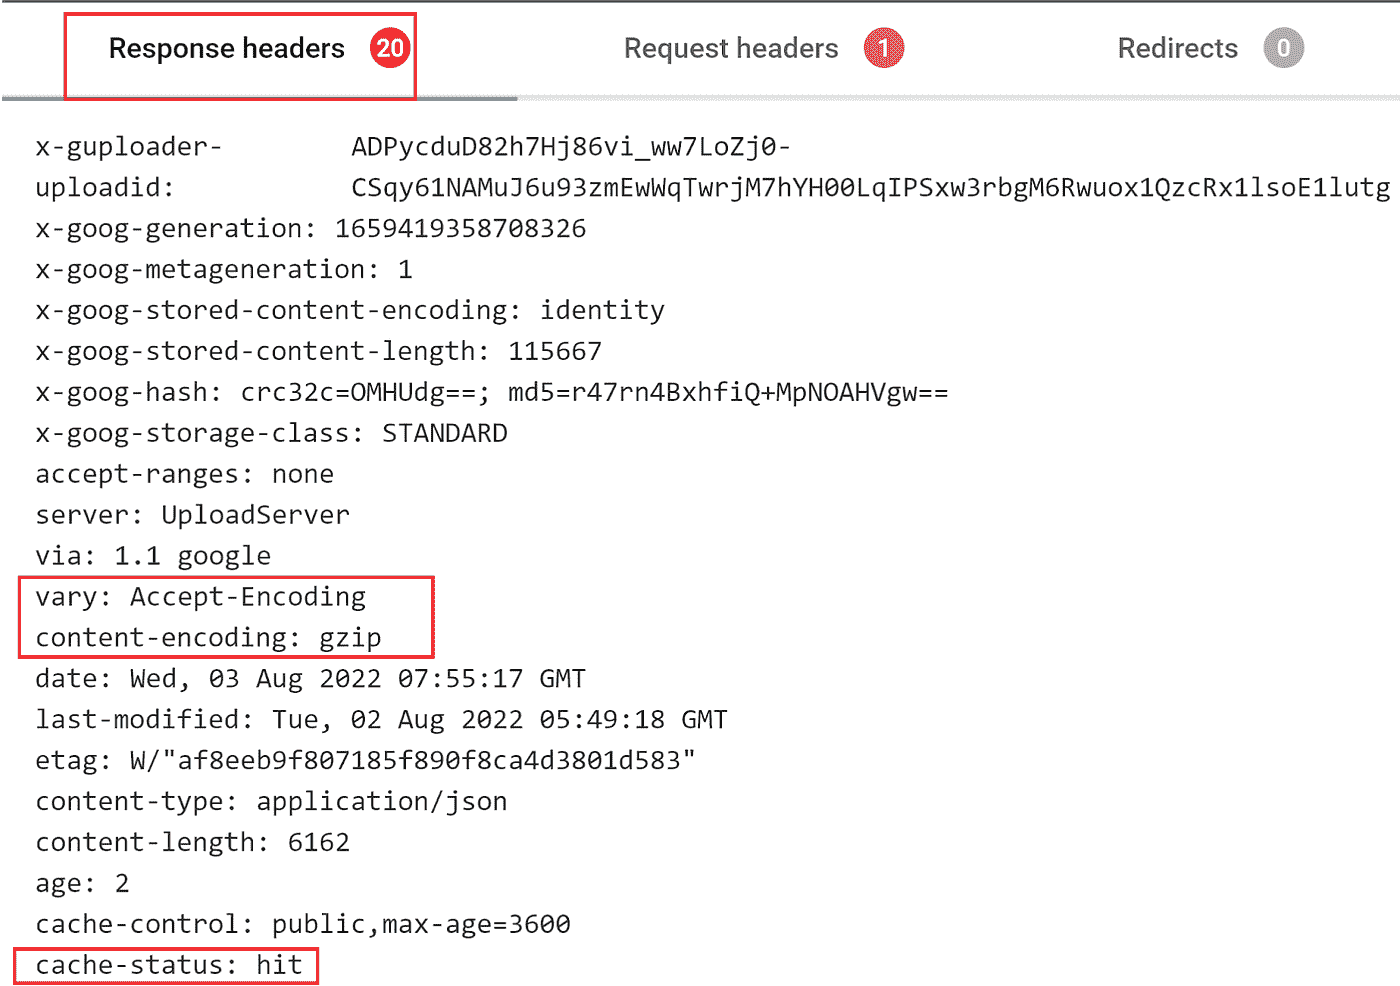 Response headers 20 Request headers 1 Redirects 0
x-guploader- ADPycduD82h7Hj86vi_ww7LoZj0-
uploadid: CSqy61NAMuJ6u93zmEwWqTwrjM7hYH00LqIPSxw3rbgM6Rwuox1QzcRx1lsoE1lutg
x-goog-generation: 1659419358708326
x-goog-metageneration: 1
x-goog-stored-content-encoding: identity
x-goog-stored-content-length: 115667
x-goog-hash: crc32c=OMHUdg==; md5=r47rn4BxhfiQ+MpNOAHVgw==
x-goog-storage-class: STANDARD
accept-ranges: none
server: UploadServer
via: 1.1 google
vary: Accept-Encoding
content-encoding: gzip
date: Wed, 03 Aug 2022 07:55:17 GMT
last-modified: Tue, 02 Aug 2022 05:49:18 GMT
etag: W/"af8eeb9f807185f890f8ca4d3801d583"
content-type: application/json
content-length: 6162
age: 2
cache-control: public,max-age=3600
cache-status: hit